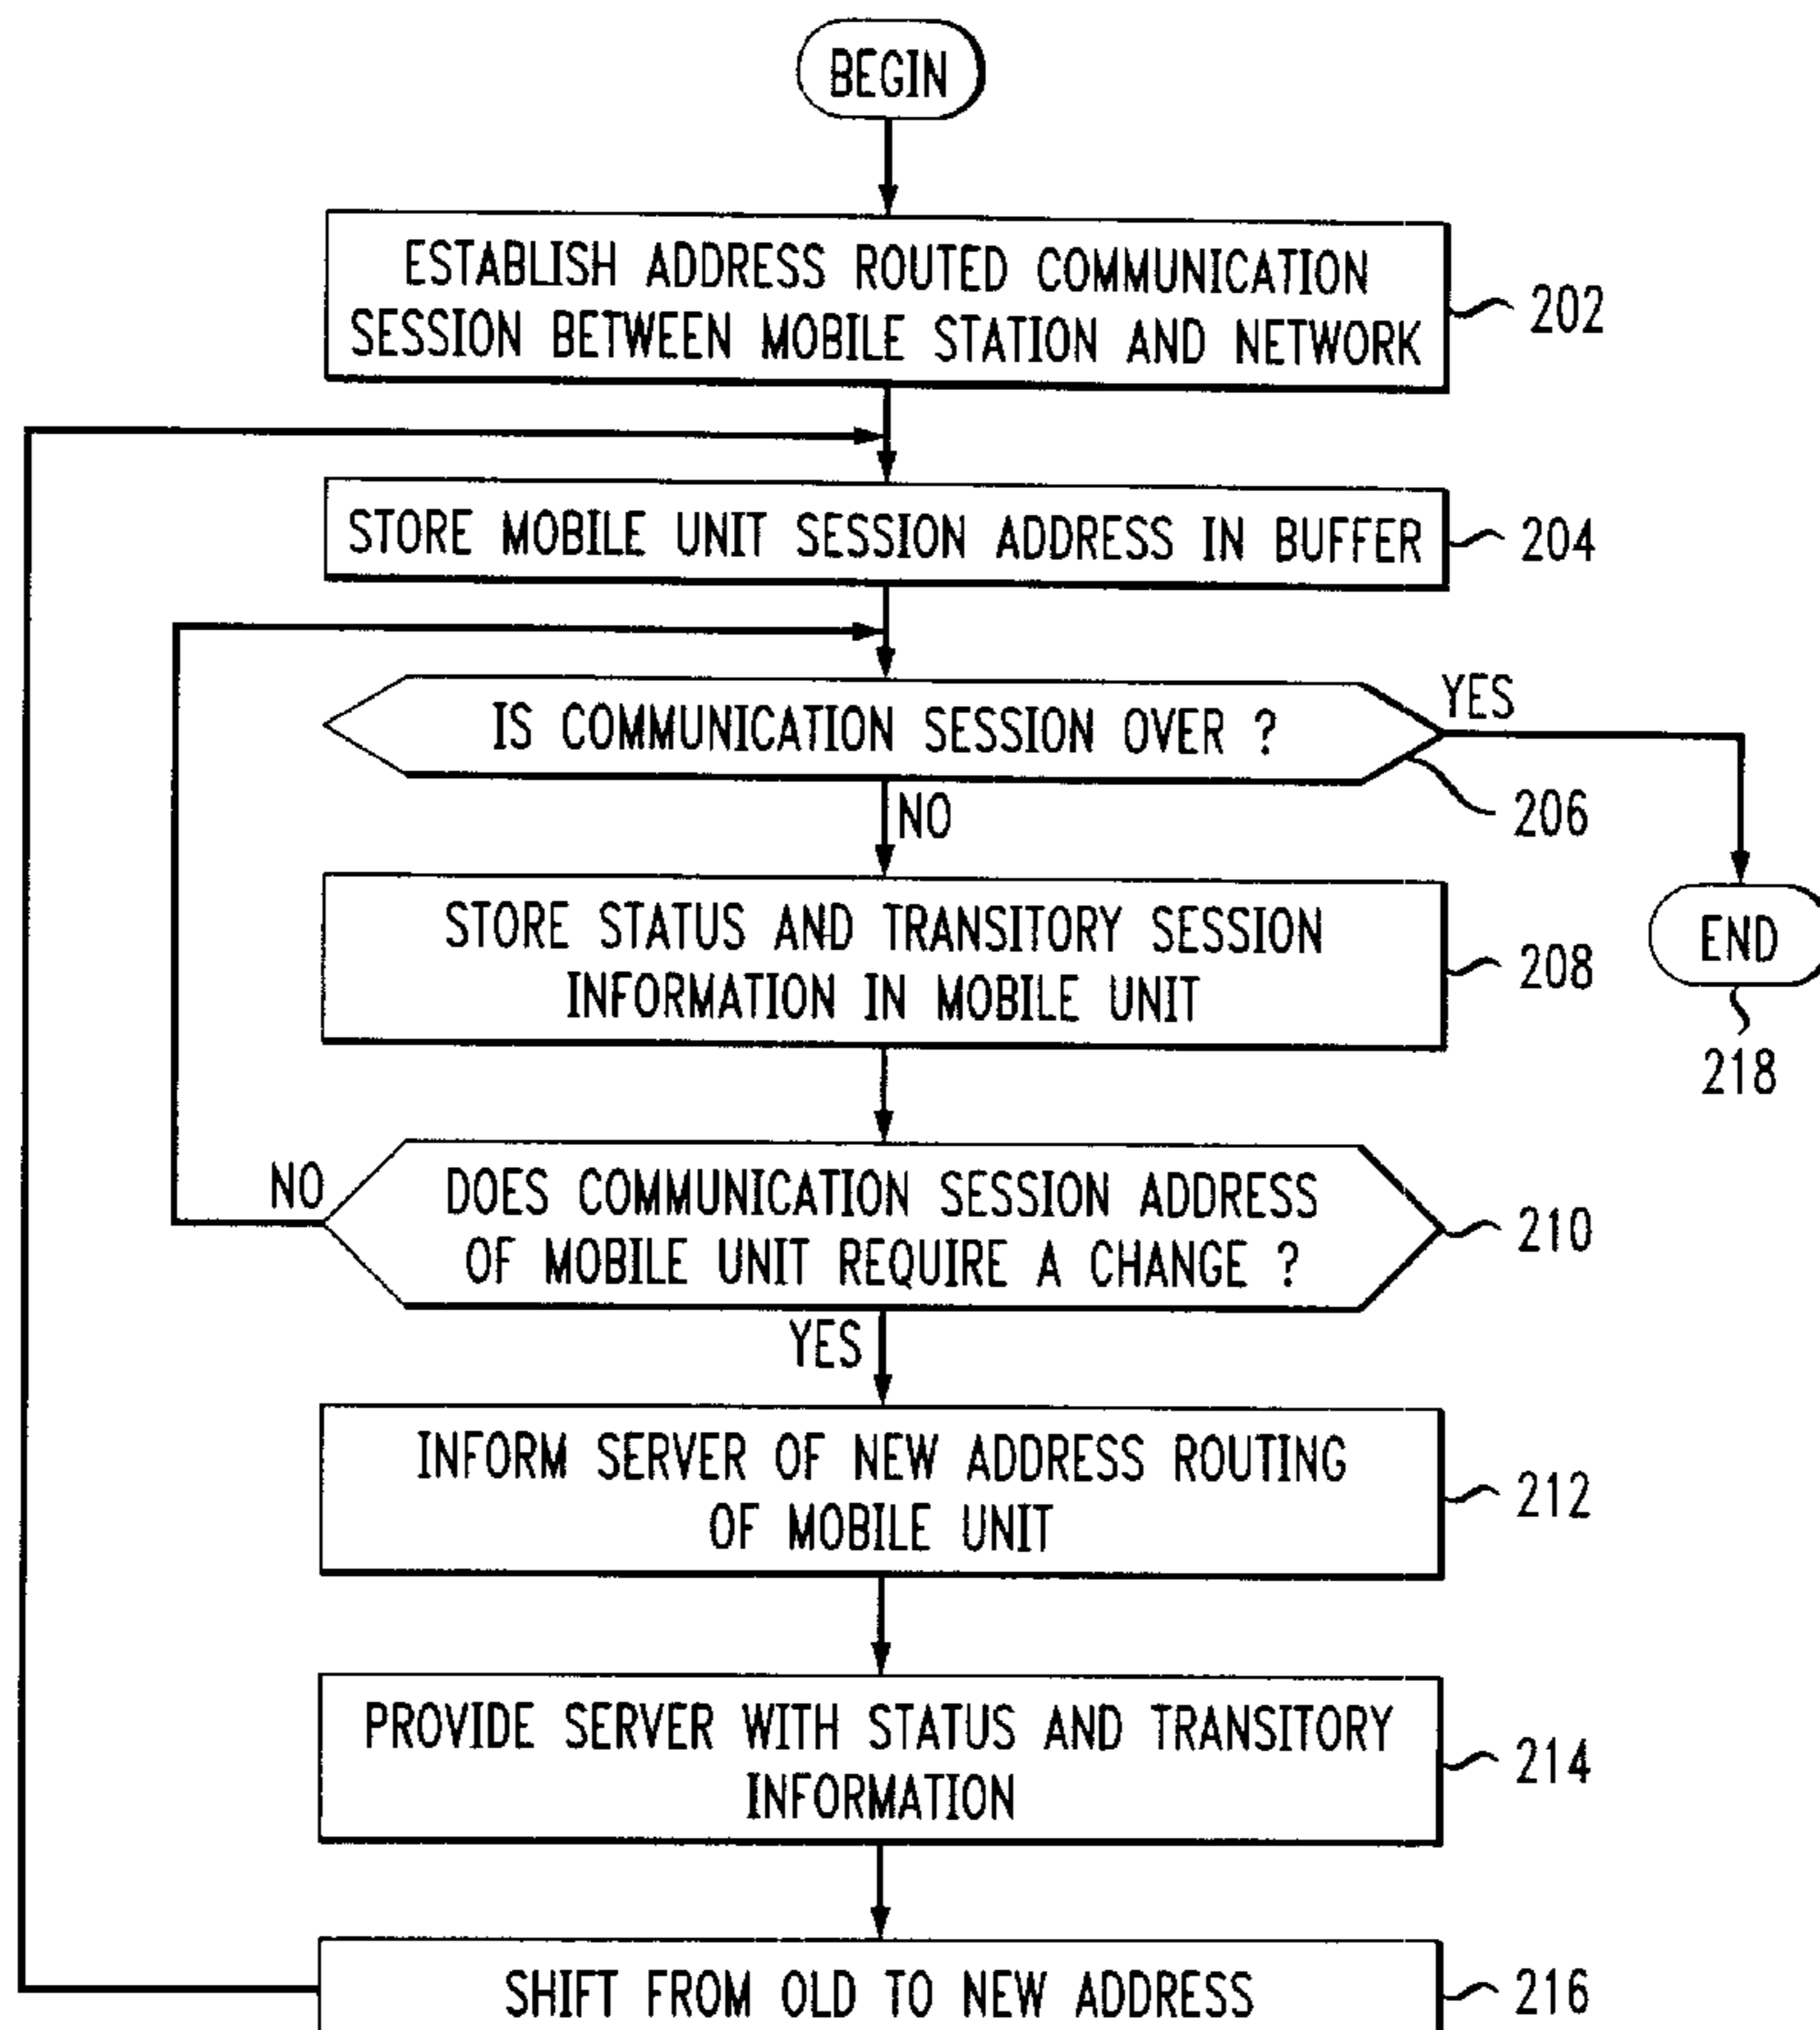 BEGIN
ESTABLISH ADDRESS ROUTED COMMUNICATION
SESSION BETWEEN MOBILE STATION AND NETWORK
202
STORE MOBILE UNIT SESSION ADDRESS IN BUFFER
204
IS COMMUNICATION SESSION OVER ?
YES
206
NO
STORE STATUS AND TRANSITORY SESSION
INFORMATION IN MOBILE UNIT
208
END
218
NO
DOES COMMUNICATION SESSION ADDRESS
OF MOBILE UNIT REQUIRE A CHANGE ?
210
YES
INFORM SERVER OF NEW ADDRESS ROUTING
OF MOBILE UNIT
212
PROVIDE SERVER WITH STATUS AND TRANSITORY
INFORMATION
214
SHIFT FROM OLD TO NEW ADDRESS
216